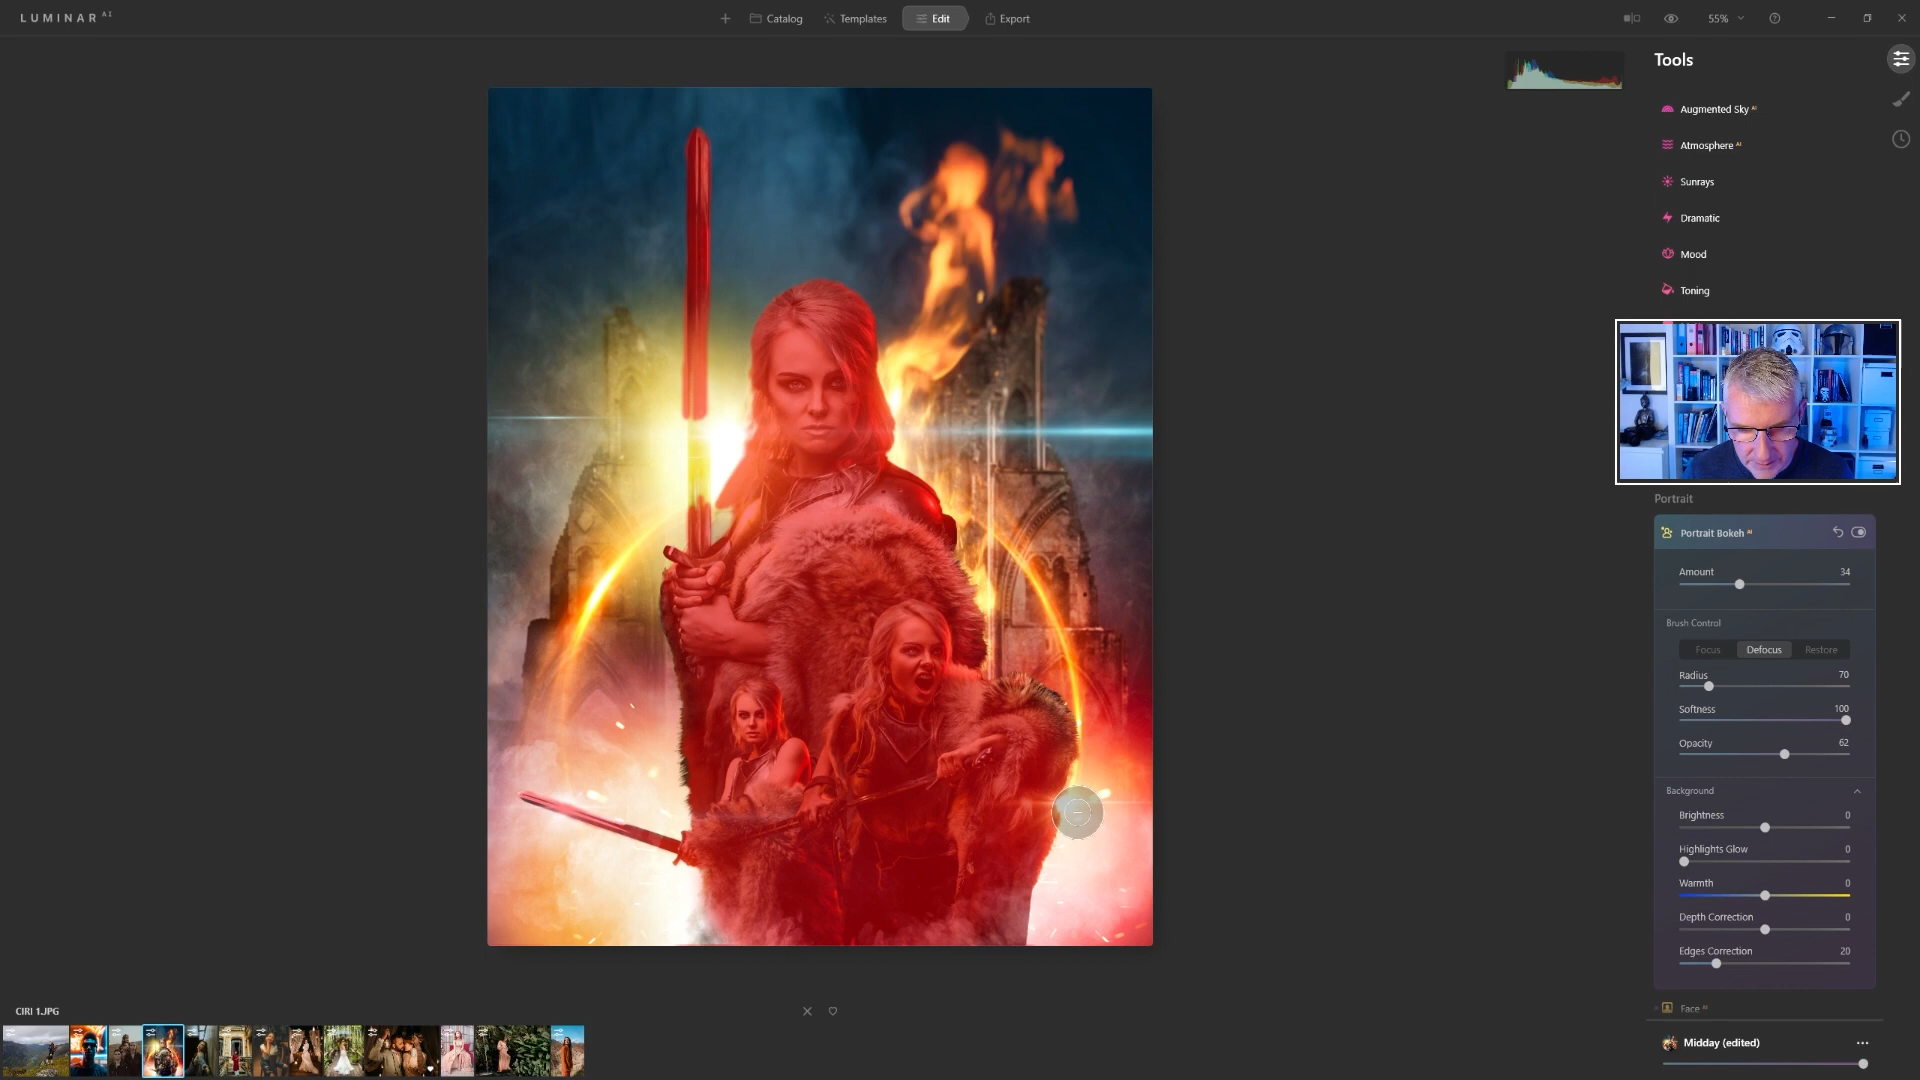 LUMINAR AI
Catalog
Templates
Edit
Export
55%
Tools
Augmented Sky AI
Atmosphere AI
Sunrays
Dramatic
Mood
Toning
Portrait
Portrait Bokeh AI
Amount 34
Brush Control
Focus Defocus Restore
Radius 70
Softness 100
Opacity 62
Background
Brightness 0
Highlights Glow 0
Warmth 0
Depth Correction 0
Edges Correction 20
Face AI
Midday (edited)
CIRI 1.JPG